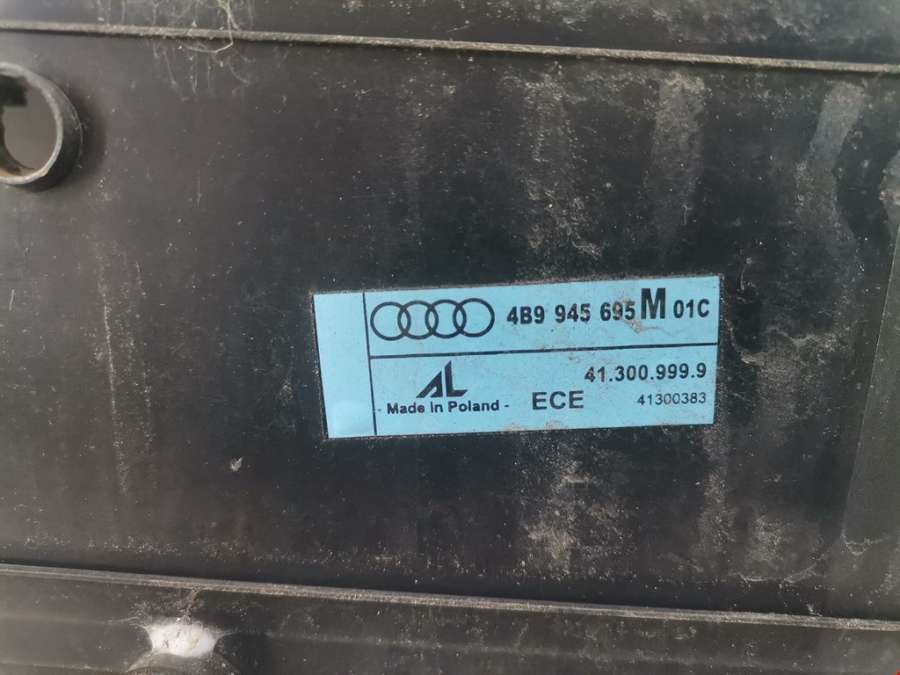 4B9 945 695 M 01C
AL
41.300.999.9
- Made in Poland - ECE 41300383